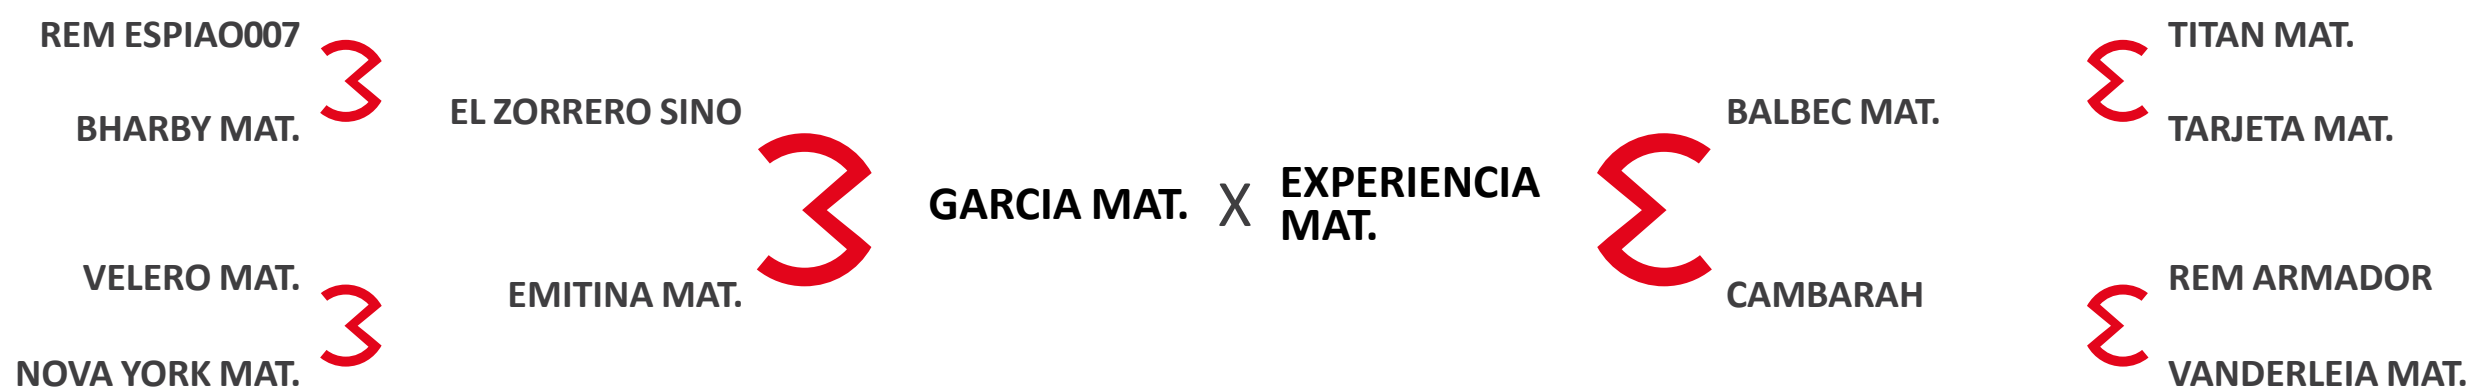 REM ESPIAO007
BHARBY MAT.
EL ZORRERO SINO
VELERO MAT.
NOVA YORK MAT.
EMITINA MAT.
GARCIA MAT. X EXPERIENCIA
MAT.
BALBEC MAT.
CAMBARAH
TITAN MAT.
TARJETA MAT.
REM ARMADOR
VANDERLEIA MAT.